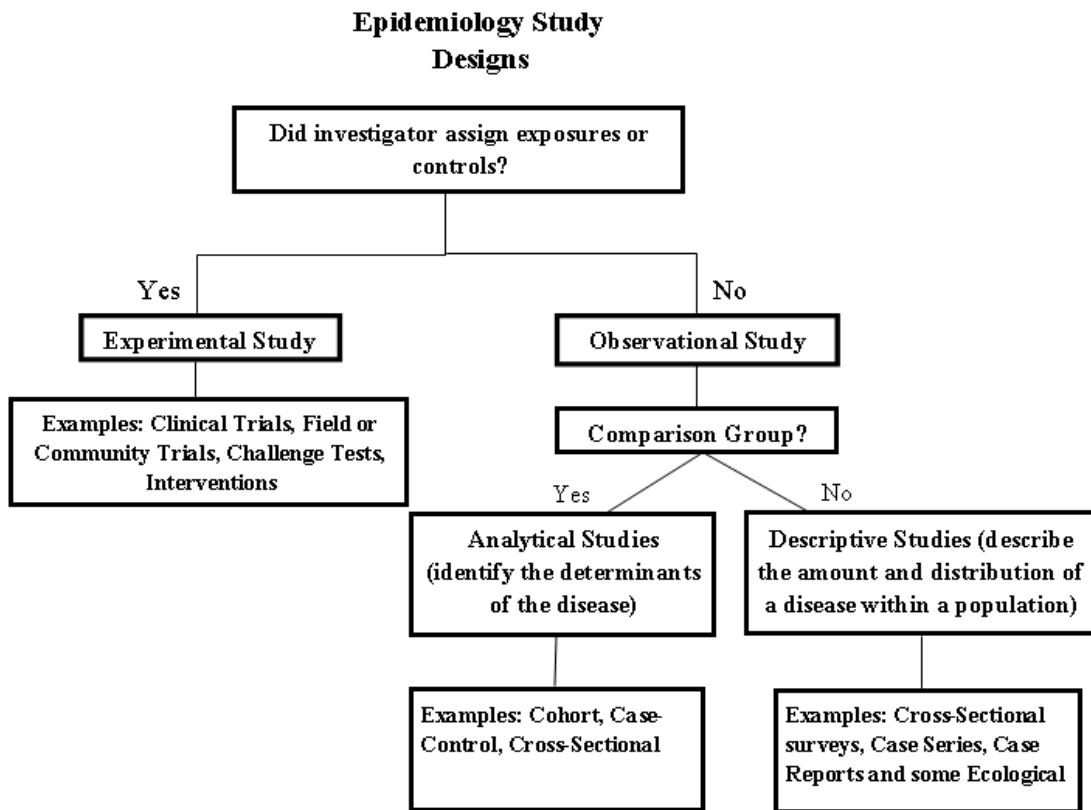 Epidemiology Study
Designs
Did investigator assign exposures or
controls?
Yes
No
Experimental Study
Observational Study
Examples: Clinical Trials, Field or
Community Trials, Challenge Tests,
Interventions
Comparison Group?
Yes
No
Analytical Studies
(identify the determinants
of the disease)
Descriptive Studies (describe
the amount and distribution of
a disease within a population)
Examples: Cohort, Case-
Control, Cross-Sectional
Examples: Cross-Sectional
surveys, Case Series, Case
Reports and some Ecological